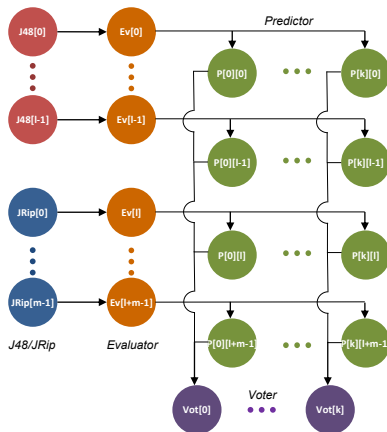 Predictor
J48[0]
Ev[0]
P[0][0]
P[k][0]
J48[l-1]
Ev[l-1]
P[0][l-1]
P[k][l-1]
JRip[0]
Ev[l]
P[0][l]
P[k][l]
JRip[m-1]
Ev[l+m-1]
P[0][l+m-1]
P[k][l+m-1]
J48/JRip
Evaluator
Vot[0]
Voter
Vot[k]